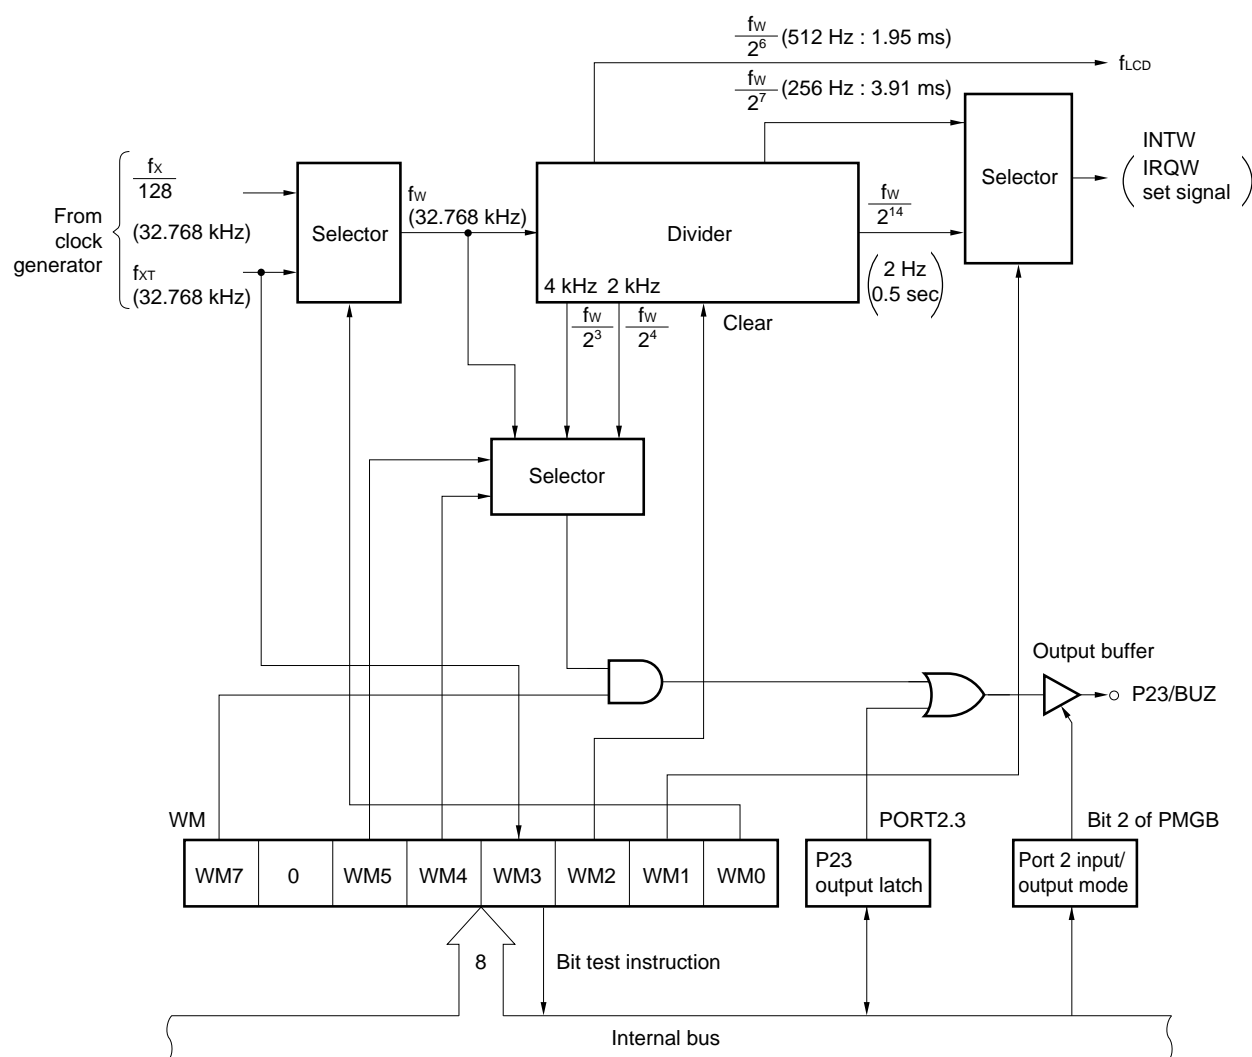 fW
2^6 (512 Hz : 1.95 ms)
fLCD
fW
2^7 (256 Hz : 3.91 ms)
INTW
IRQW
set signal
Selector
fX
128
(32.768 kHz)
From
clock
generator
fXT
(32.768 kHz)
Selector
fW
(32.768 kHz)
Divider
fW
2^14
2 Hz
0.5 sec
4 kHz 2 kHz
fW
2^3
fW
2^4
Clear
Selector
Output buffer
P23/BUZ
WM
PORT2.3
Bit 2 of PMGB
WM7 0 WM5 WM4 WM3 WM2 WM1 WM0
P23
output latch
Port 2 input/
output mode
8
Bit test instruction
Internal bus